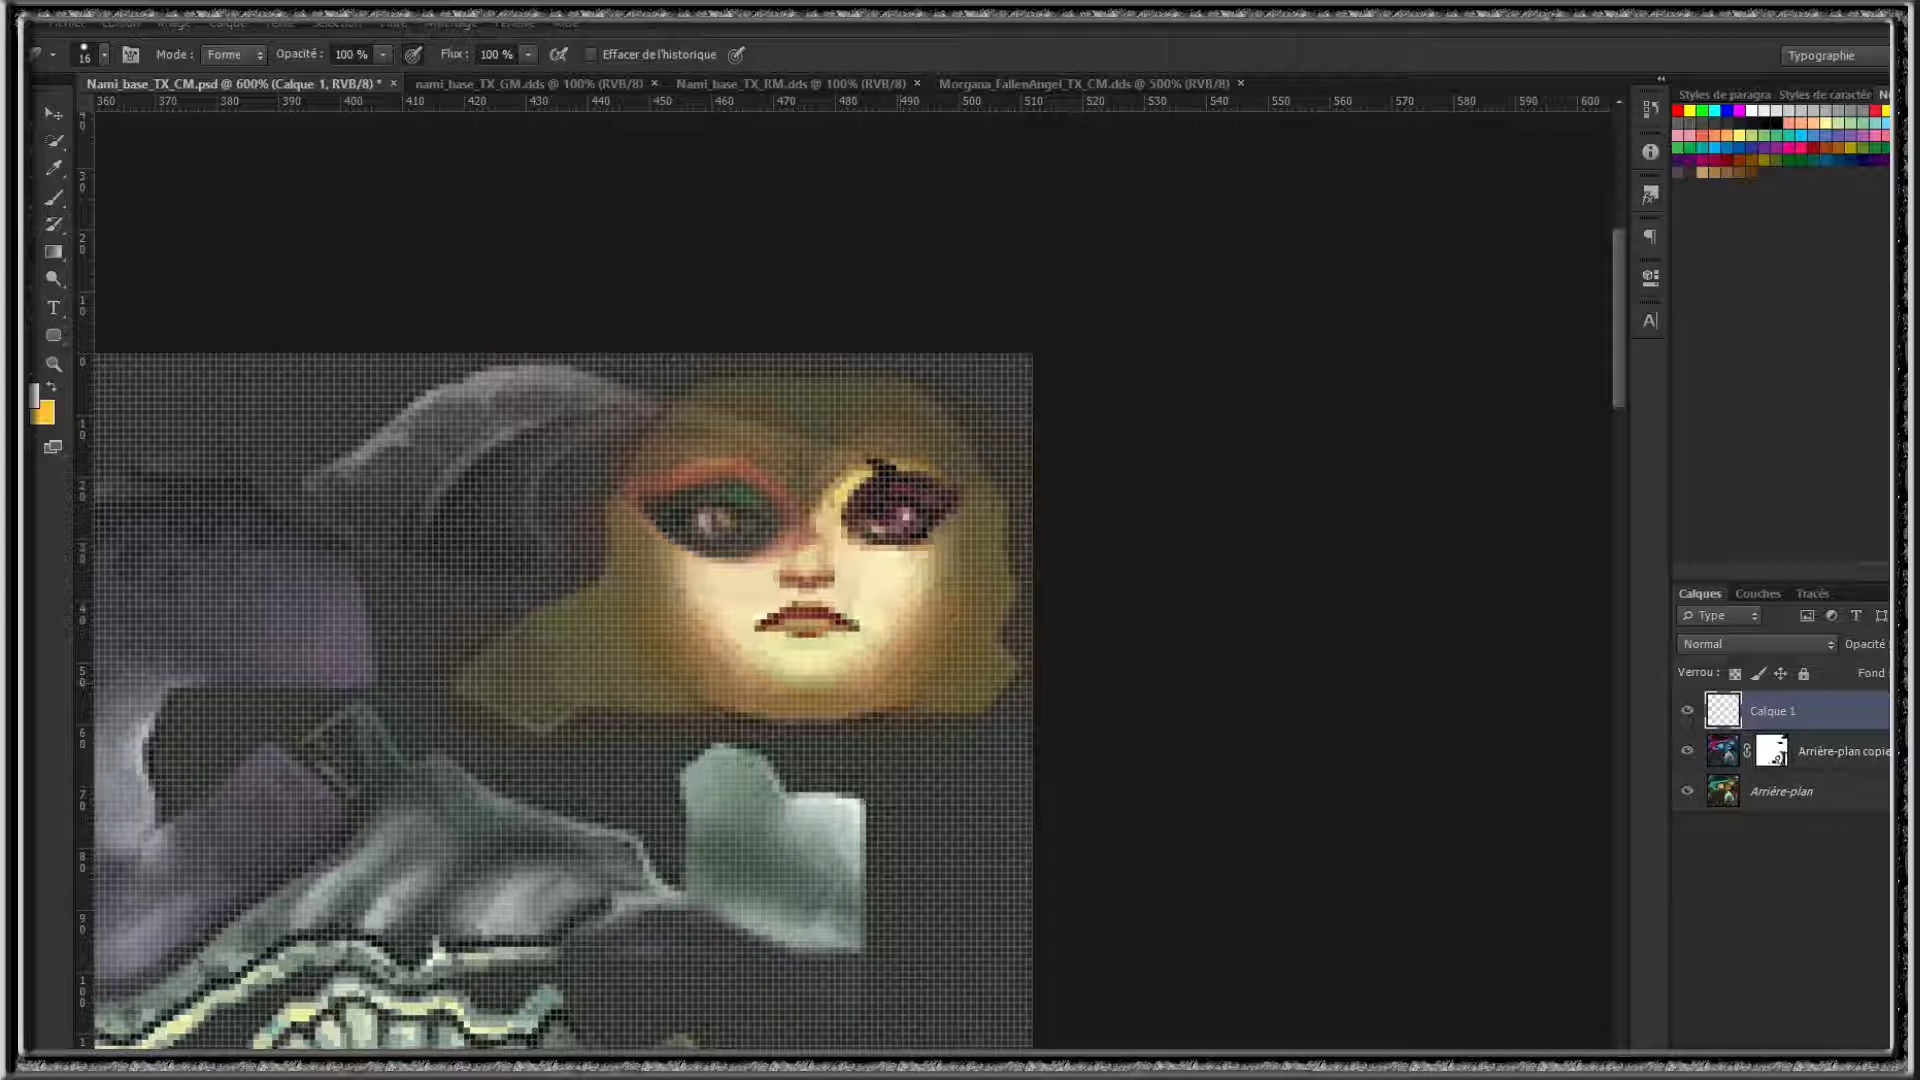 16 Mode : Forme Opacité : 100 % Flux : 100 % Effacer de l'historique Typographie
Nami_base_TX_CM.psd @ 600% (Calque 1, RVB/8) * × nami_base_TX_GM.dds @ 100% (RVB/8) × Nami_base_TX_RM.dds @ 100% (RVB/8) × Morgana_FallenAngel_TX_CM.dds @ 500% (RVB/8) ×
Styles de paragra Styles de caractèr N
360 370 380 390 400 410 420 430 440 450 460 470 480 490 500 510 520 530 540 550 560 570 580 590 600
Calques Couches Tracés
Type
Normal Opacité
Verrou : Fond
Calque 1
Arrière-plan copie
Arrière-plan